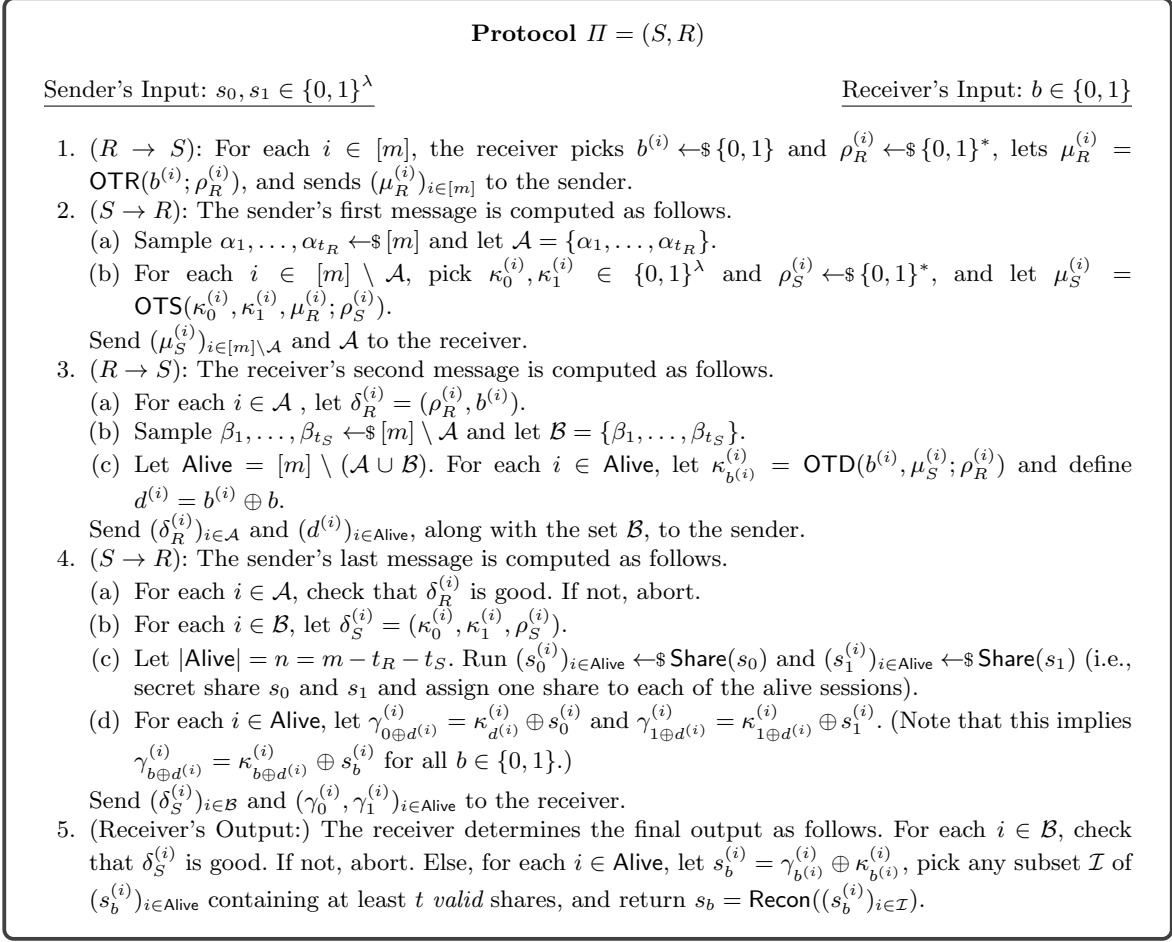 Protocol Π = (S, R)
Sender's Input: s₀, s₁ ∈ {0, 1}^λ
Receiver's Input: b ∈ {0, 1}
1. (R → S): For each i ∈ [m], the receiver picks b^(i) ←$ {0, 1} and ρ_R^(i) ←$ {0, 1}*, lets μ_R^(i) =
OTR(b^(i); ρ_R^(i)), and sends (μ_R^(i))_{i∈[m]} to the sender.
2. (S → R): The sender's first message is computed as follows.
(a) Sample α₁, . . . , α_{t_R} ←$ [m] and let 𝒜 = {α₁, . . . , α_{t_R}}.
(b) For each i ∈ [m] \ 𝒜, pick κ_0^(i), κ_1^(i) ∈ {0, 1}^λ and ρ_S^(i) ←$ {0, 1}*, and let μ_S^(i) =
OTS(κ_0^(i), κ_1^(i), μ_R^(i); ρ_S^(i)).
Send (μ_S^(i))_{i∈[m]\𝒜} and 𝒜 to the receiver.
3. (R → S): The receiver's second message is computed as follows.
(a) For each i ∈ 𝒜 , let δ_R^(i) = (ρ_R^(i), b^(i)).
(b) Sample β₁, . . . , β_{t_S} ←$ [m] \ 𝒜 and let ℬ = {β₁, . . . , β_{t_S}}.
(c) Let Alive = [m] \ (𝒜 ∪ ℬ). For each i ∈ Alive, let κ_{b^(i)}^(i) = OTD(b^(i), μ_S^(i); ρ_R^(i)) and define
d^(i) = b^(i) ⊕ b.
Send (δ_R^(i))_{i∈𝒜} and (d^(i))_{i∈Alive}, along with the set ℬ, to the sender.
4. (S → R): The sender's last message is computed as follows.
(a) For each i ∈ 𝒜, check that δ_R^(i) is good. If not, abort.
(b) For each i ∈ ℬ, let δ_S^(i) = (κ_0^(i), κ_1^(i), ρ_S^(i)).
(c) Let |Alive| = n = m − t_R − t_S. Run (s_0^(i))_{i∈Alive} ←$ Share(s₀) and (s_1^(i))_{i∈Alive} ←$ Share(s₁) (i.e.,
secret share s₀ and s₁ and assign one share to each of the alive sessions).
(d) For each i ∈ Alive, let γ_{0⊕d^(i)}^(i) = κ_{d^(i)}^(i) ⊕ s_0^(i) and γ_{1⊕d^(i)}^(i) = κ_{1⊕d^(i)}^(i) ⊕ s_1^(i). (Note that this implies
γ_{b⊕d^(i)}^(i) = κ_{b⊕d^(i)}^(i) ⊕ s_b^(i) for all b ∈ {0, 1}.)
Send (δ_S^(i))_{i∈ℬ} and (γ_0^(i), γ_1^(i))_{i∈Alive} to the receiver.
5. (Receiver's Output:) The receiver determines the final output as follows. For each i ∈ ℬ, check
that δ_S^(i) is good. If not, abort. Else, for each i ∈ Alive, let s_b^(i) = γ_{b^(i)}^(i) ⊕ κ_{b^(i)}^(i), pick any subset ℐ of
(s_b^(i))_{i∈Alive} containing at least t valid shares, and return s_b = Recon((s_b^(i))_{i∈ℐ}).